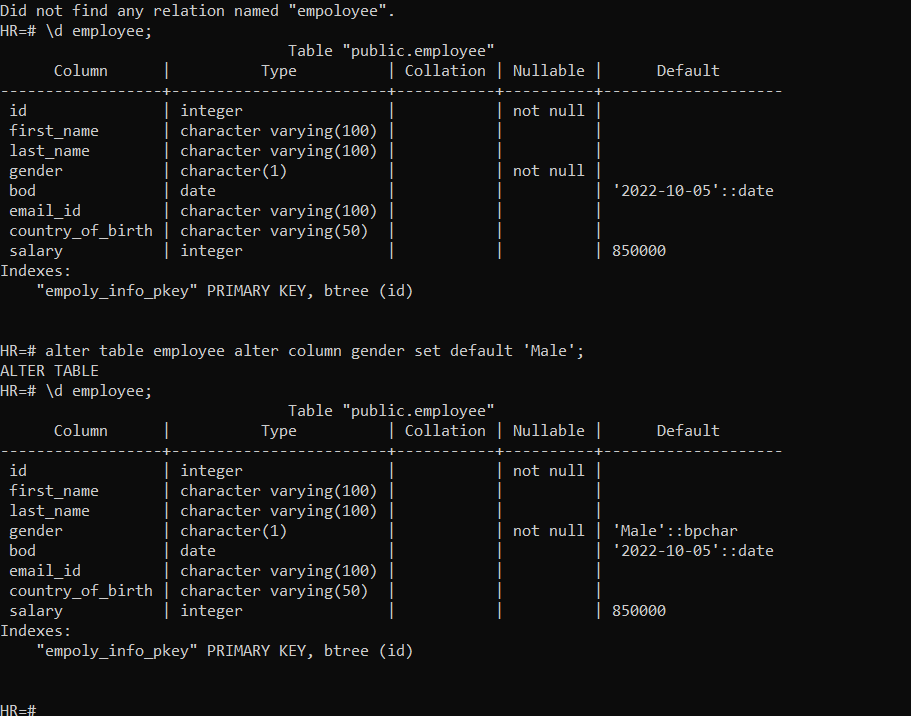 Did not find any relation named "empoloyee".
HR=# \d employee;
                                Table "public.employee"
      Column      |          Type          | Collation | Nullable |      Default
------------------+------------------------+-----------+----------+--------------------
 id               | integer                |           | not null |
 first_name       | character varying(100) |           |          |
 last_name        | character varying(100) |           |          |
 gender           | character(1)           |           | not null |
 bod              | date                   |           |          | '2022-10-05'::date
 email_id         | character varying(100) |           |          |
 country_of_birth | character varying(50)  |           |          |
 salary           | integer                |           |          | 850000
Indexes:
    "empoly_info_pkey" PRIMARY KEY, btree (id)
HR=# alter table employee alter column gender set default 'Male';
ALTER TABLE
HR=# \d employee;
                                Table "public.employee"
      Column      |          Type          | Collation | Nullable |      Default
------------------+------------------------+-----------+----------+--------------------
 id               | integer                |           | not null |
 first_name       | character varying(100) |           |          |
 last_name        | character varying(100) |           |          |
 gender           | character(1)           |           | not null | 'Male'::bpchar
 bod              | date                   |           |          | '2022-10-05'::date
 email_id         | character varying(100) |           |          |
 country_of_birth | character varying(50)  |           |          |
 salary           | integer                |           |          | 850000
Indexes:
    "empoly_info_pkey" PRIMARY KEY, btree (id)
HR=#